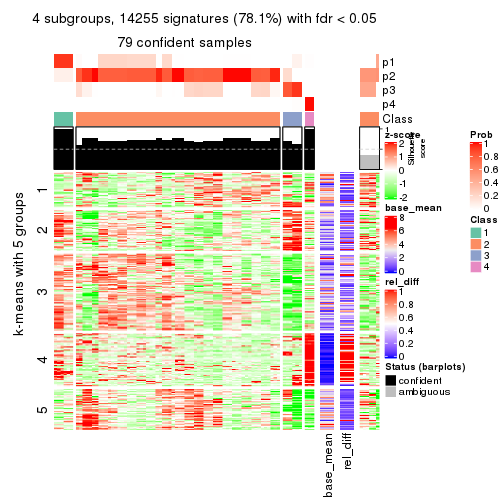 4 subgroups, 14255 signatures (78.1%) with fdr < 0.05
79 confident samples
p1
p2
p3
p4
Class
1
Silhouette
score
k-means with 5 groups
1
2
3
4
5
base_mean
rel_diff
z-score
2
1
0
-1
-2
base_mean
8
6
4
2
0
rel_diff
1
0.8
0.6
0.4
0.2
0
Status (barplots)
confident
ambiguous
Prob
1
0.8
0.6
0.4
0.2
0
Class
1
2
3
4